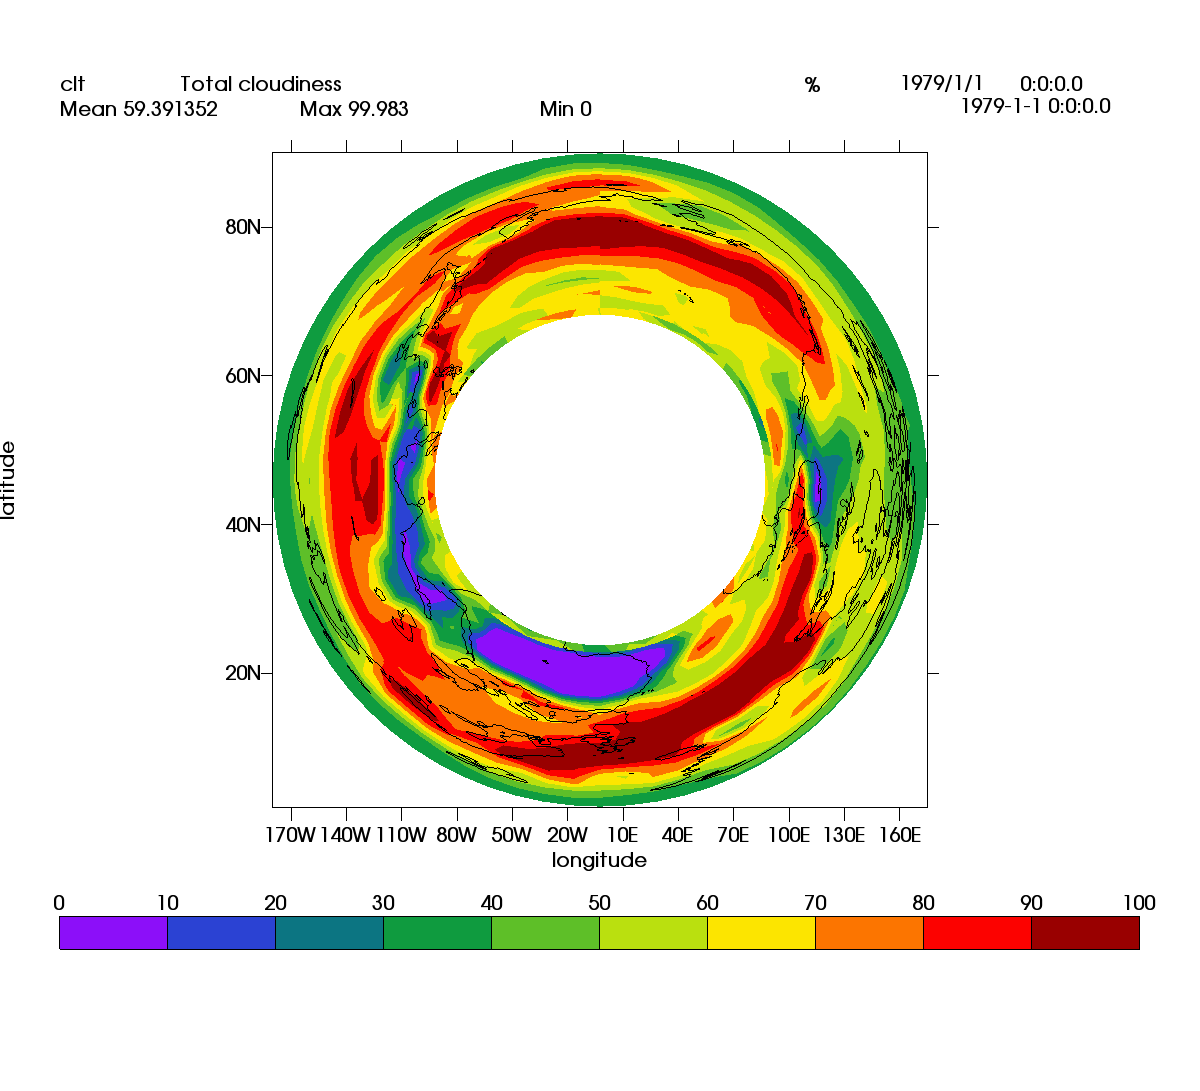 clt Total cloudiness % 1979/1/1 0:0:0.0
Mean 59.391352 Max 99.983 Min 0 1979-1-1 0:0:0.0
80N
60N
latitude
40N
20N
170W 140W 110W 80W 50W 20W 10E 40E 70E 100E 130E 160E
longitude
0 10 20 30 40 50 60 70 80 90 100